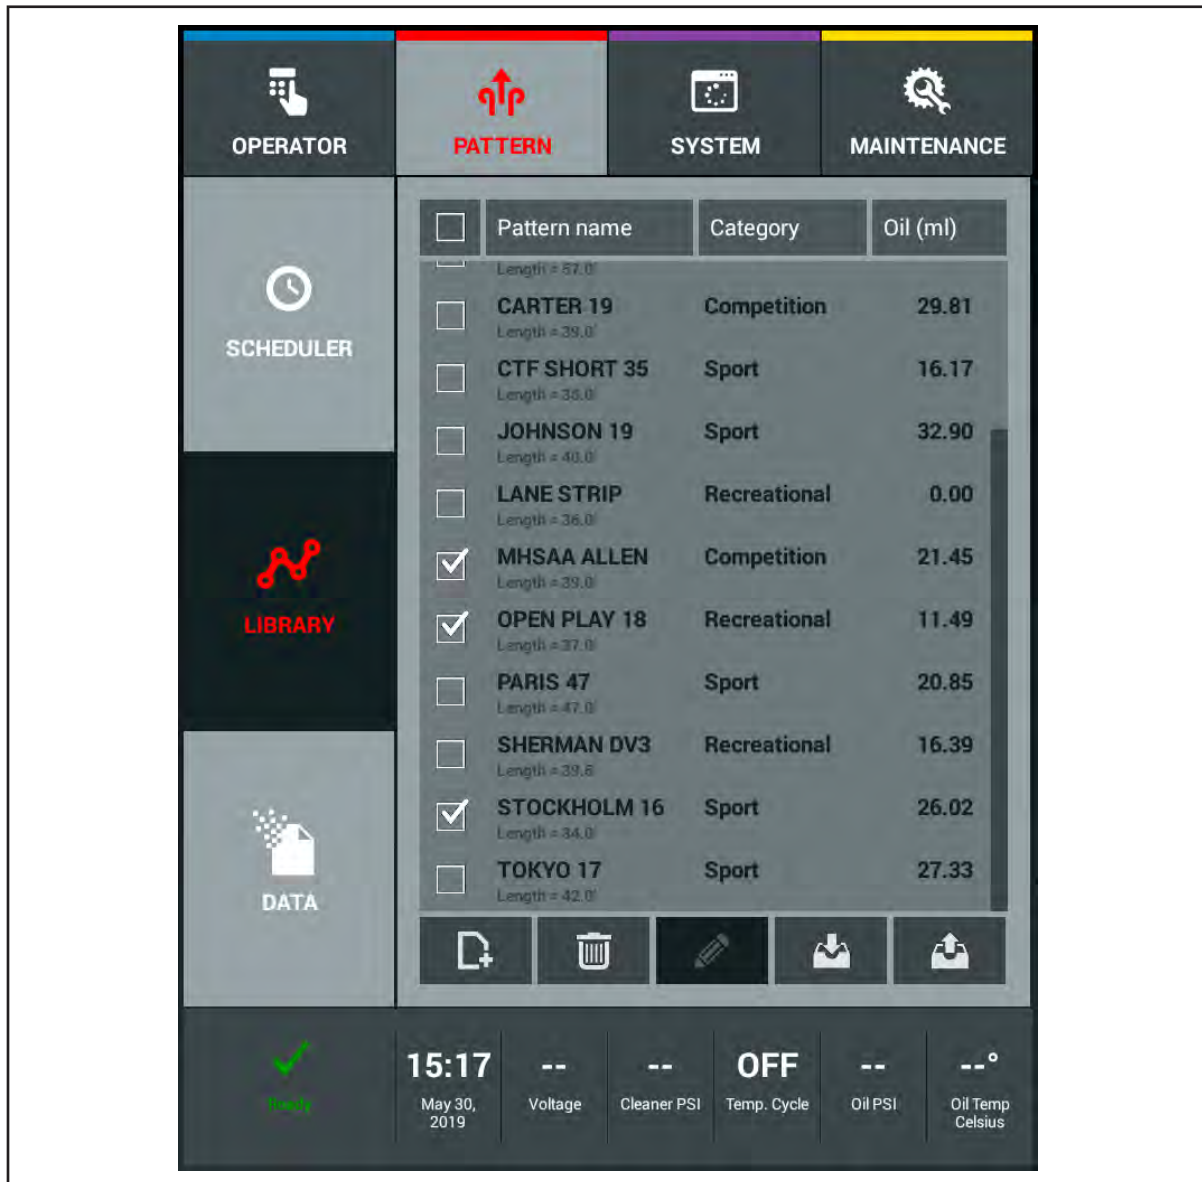 OPERATOR
PATTERN
SYSTEM
MAINTENANCE
SCHEDULER
LIBRARY
DATA
Pattern name Category Oil (ml)
CARTER 19 Competition 29.81
Length = 39.0'
CTF SHORT 35 Sport 16.17
Length = 35.0'
JOHNSON 19 Sport 32.90
Length = 40.0'
LANE STRIP Recreational 0.00
Length = 36.0'
MHSAA ALLEN Competition 21.45
Length = 39.0'
OPEN PLAY 18 Recreational 11.49
Length = 37.0'
PARIS 47 Sport 20.85
Length = 47.0'
SHERMAN DV3 Recreational 16.39
Length =
STOCKHOLM 16 Sport 26.02
Length = 34.0'
TOKYO 17 Sport 27.33
Length = 42.0'
Ready
15:17 -- -- OFF -- --°
May 30, Voltage Cleaner PSI Temp. Cycle Oil PSI Oil Temp
2019 Celsius